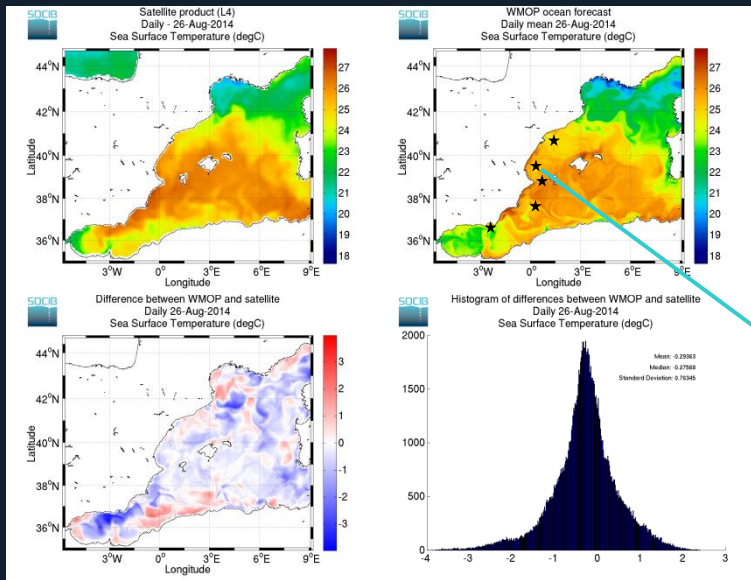 SOCIB
Satellite product (L4)
Daily - 26-Aug-2014
Sea Surface Temperature (degC)
44°N
42°N
40°N
38°N
36°N
Latitude
3°W
0°
3°E
6°E
9°E
Longitude
27
26
25
24
23
22
21
20
19
18
SOCIB
WMOP ocean forecast
Daily mean 26-Aug-2014
Sea Surface Temperature (degC)
44°N
42°N
40°N
38°N
36°N
Latitude
3°W
0°
3°E
6°E
9°E
Longitude
27
26
25
24
23
22
21
20
19
18
SOCIB
Difference between WMOP and satellite
Daily 26-Aug-2014
Sea Surface Temperature (degC)
44°N
42°N
40°N
38°N
36°N
Latitude
3°W
0°
3°E
6°E
9°E
Longitude
3
2
1
0
-1
-2
-3
SOCIB
Histogram of differences between WMOP and satellite
Daily 26-Aug-2014
Sea Surface Temperature (degC)
Mean: -0.29363
Median: -0.27560
Standard Deviation: 0.78345
2000
1500
1000
500
0
-4
-3
-2
-1
0
1
2
3